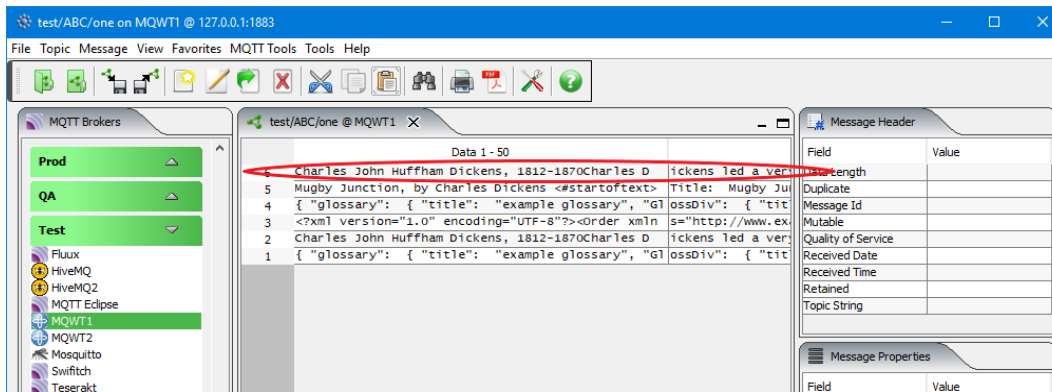 test/ABC/one on MQWT1 @ 127.0.0.1:1883
File Topic Message View Favorites MQTT Tools Tools Help
MQTT Brokers
Prod
QA
Test
Fluux
HiveMQ
HiveMQ2
MQTT Eclipse
MQWT1
MQWT2
Mosquitto
Swifitch
Teserakt
test/ABC/one @ MQWT1
Data 1 - 50
6 Charles John Huffham Dickens, 1812-1870Charles D ickens led a very
5 Mugby Junction, by Charles Dickens <#startoftext> Title: Mugby Jun
4 { "glossary": { "title": "example glossary", "Gl ossDiv": { "tit
3 <?xml version="1.0" encoding="UTF-8"?><Order xmln s="http://www.exa
2 Charles John Huffham Dickens, 1812-1870Charles D ickens led a very
1 { "glossary": { "title": "example glossary", "Gl ossDiv": { "tit
Message Header
Field Value
Data Length
Duplicate
Message Id
Mutable
Quality of Service
Received Date
Received Time
Retained
Topic String
Message Properties
Field Value